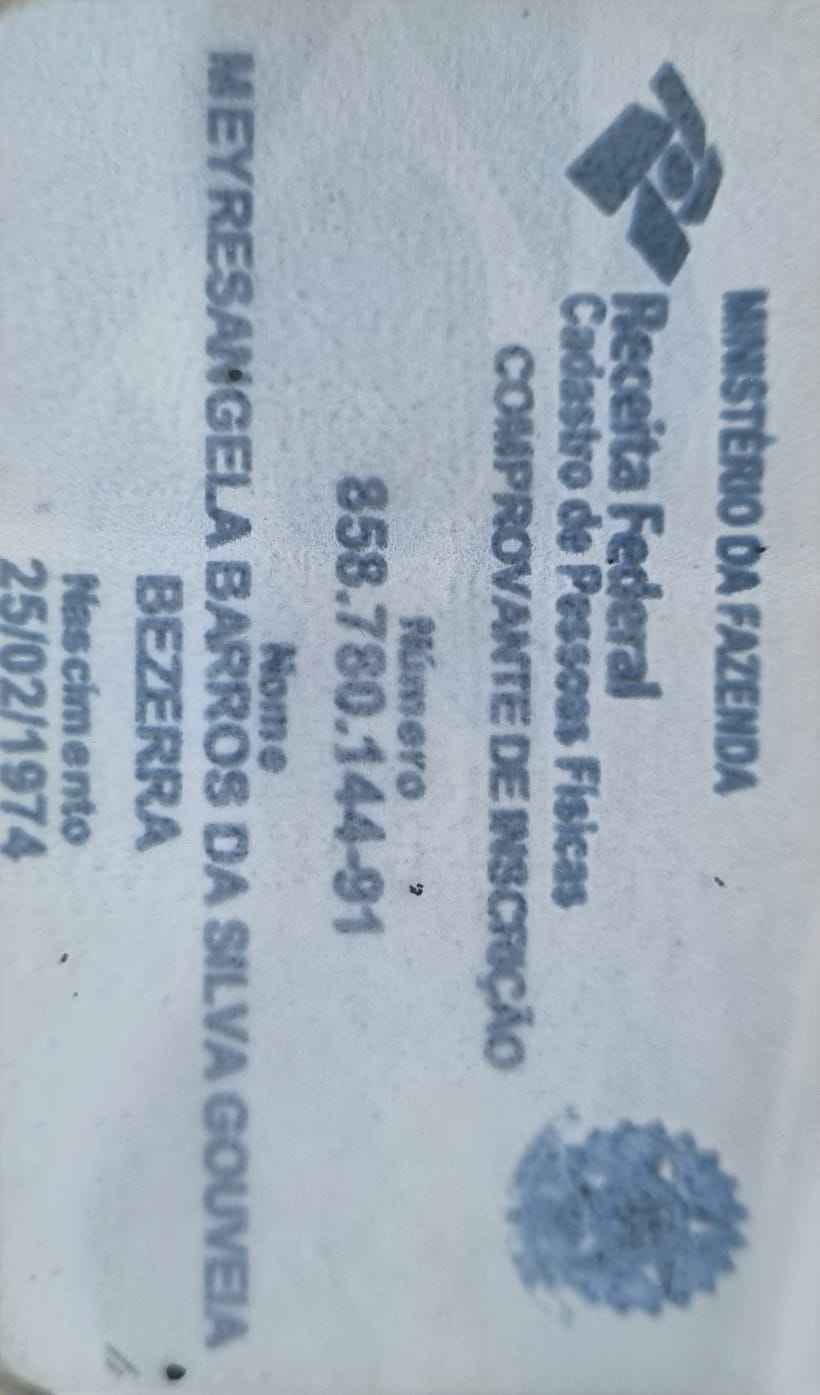 MINISTÉRIO DA FAZENDA
Receita Federal
Cadastro de Pessoas Físicas
COMPROVANTE DE INSCRIÇÃO
Número
858.780.144-91
Nome
MEYRESANGELA BARROS DA SILVA GOUVEIA
BEZERRA
Nascimento
25/02/1974